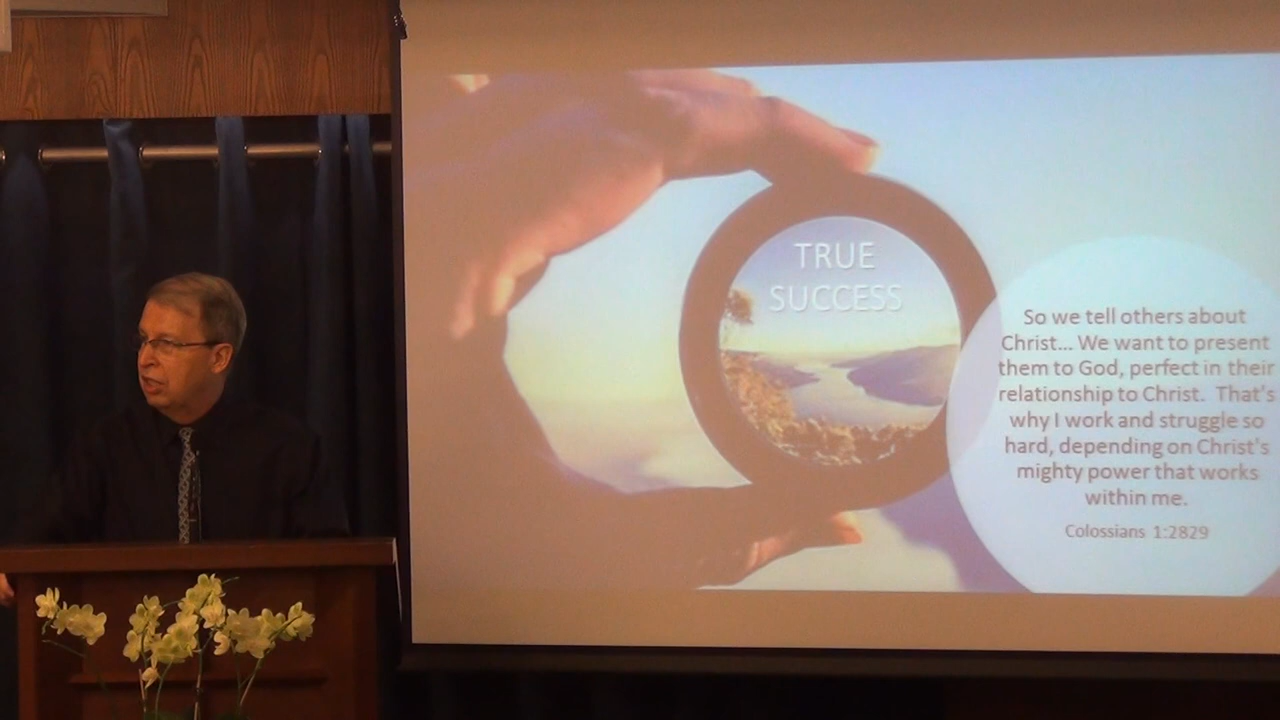 TRUE
SUCCESS
So we tell others about
Christ... We want to present
them to God, perfect in their
relationship to Christ. That's
why I work and struggle so
hard, depending on Christ's
mighty power that works
within me.
Colossians 1:2829